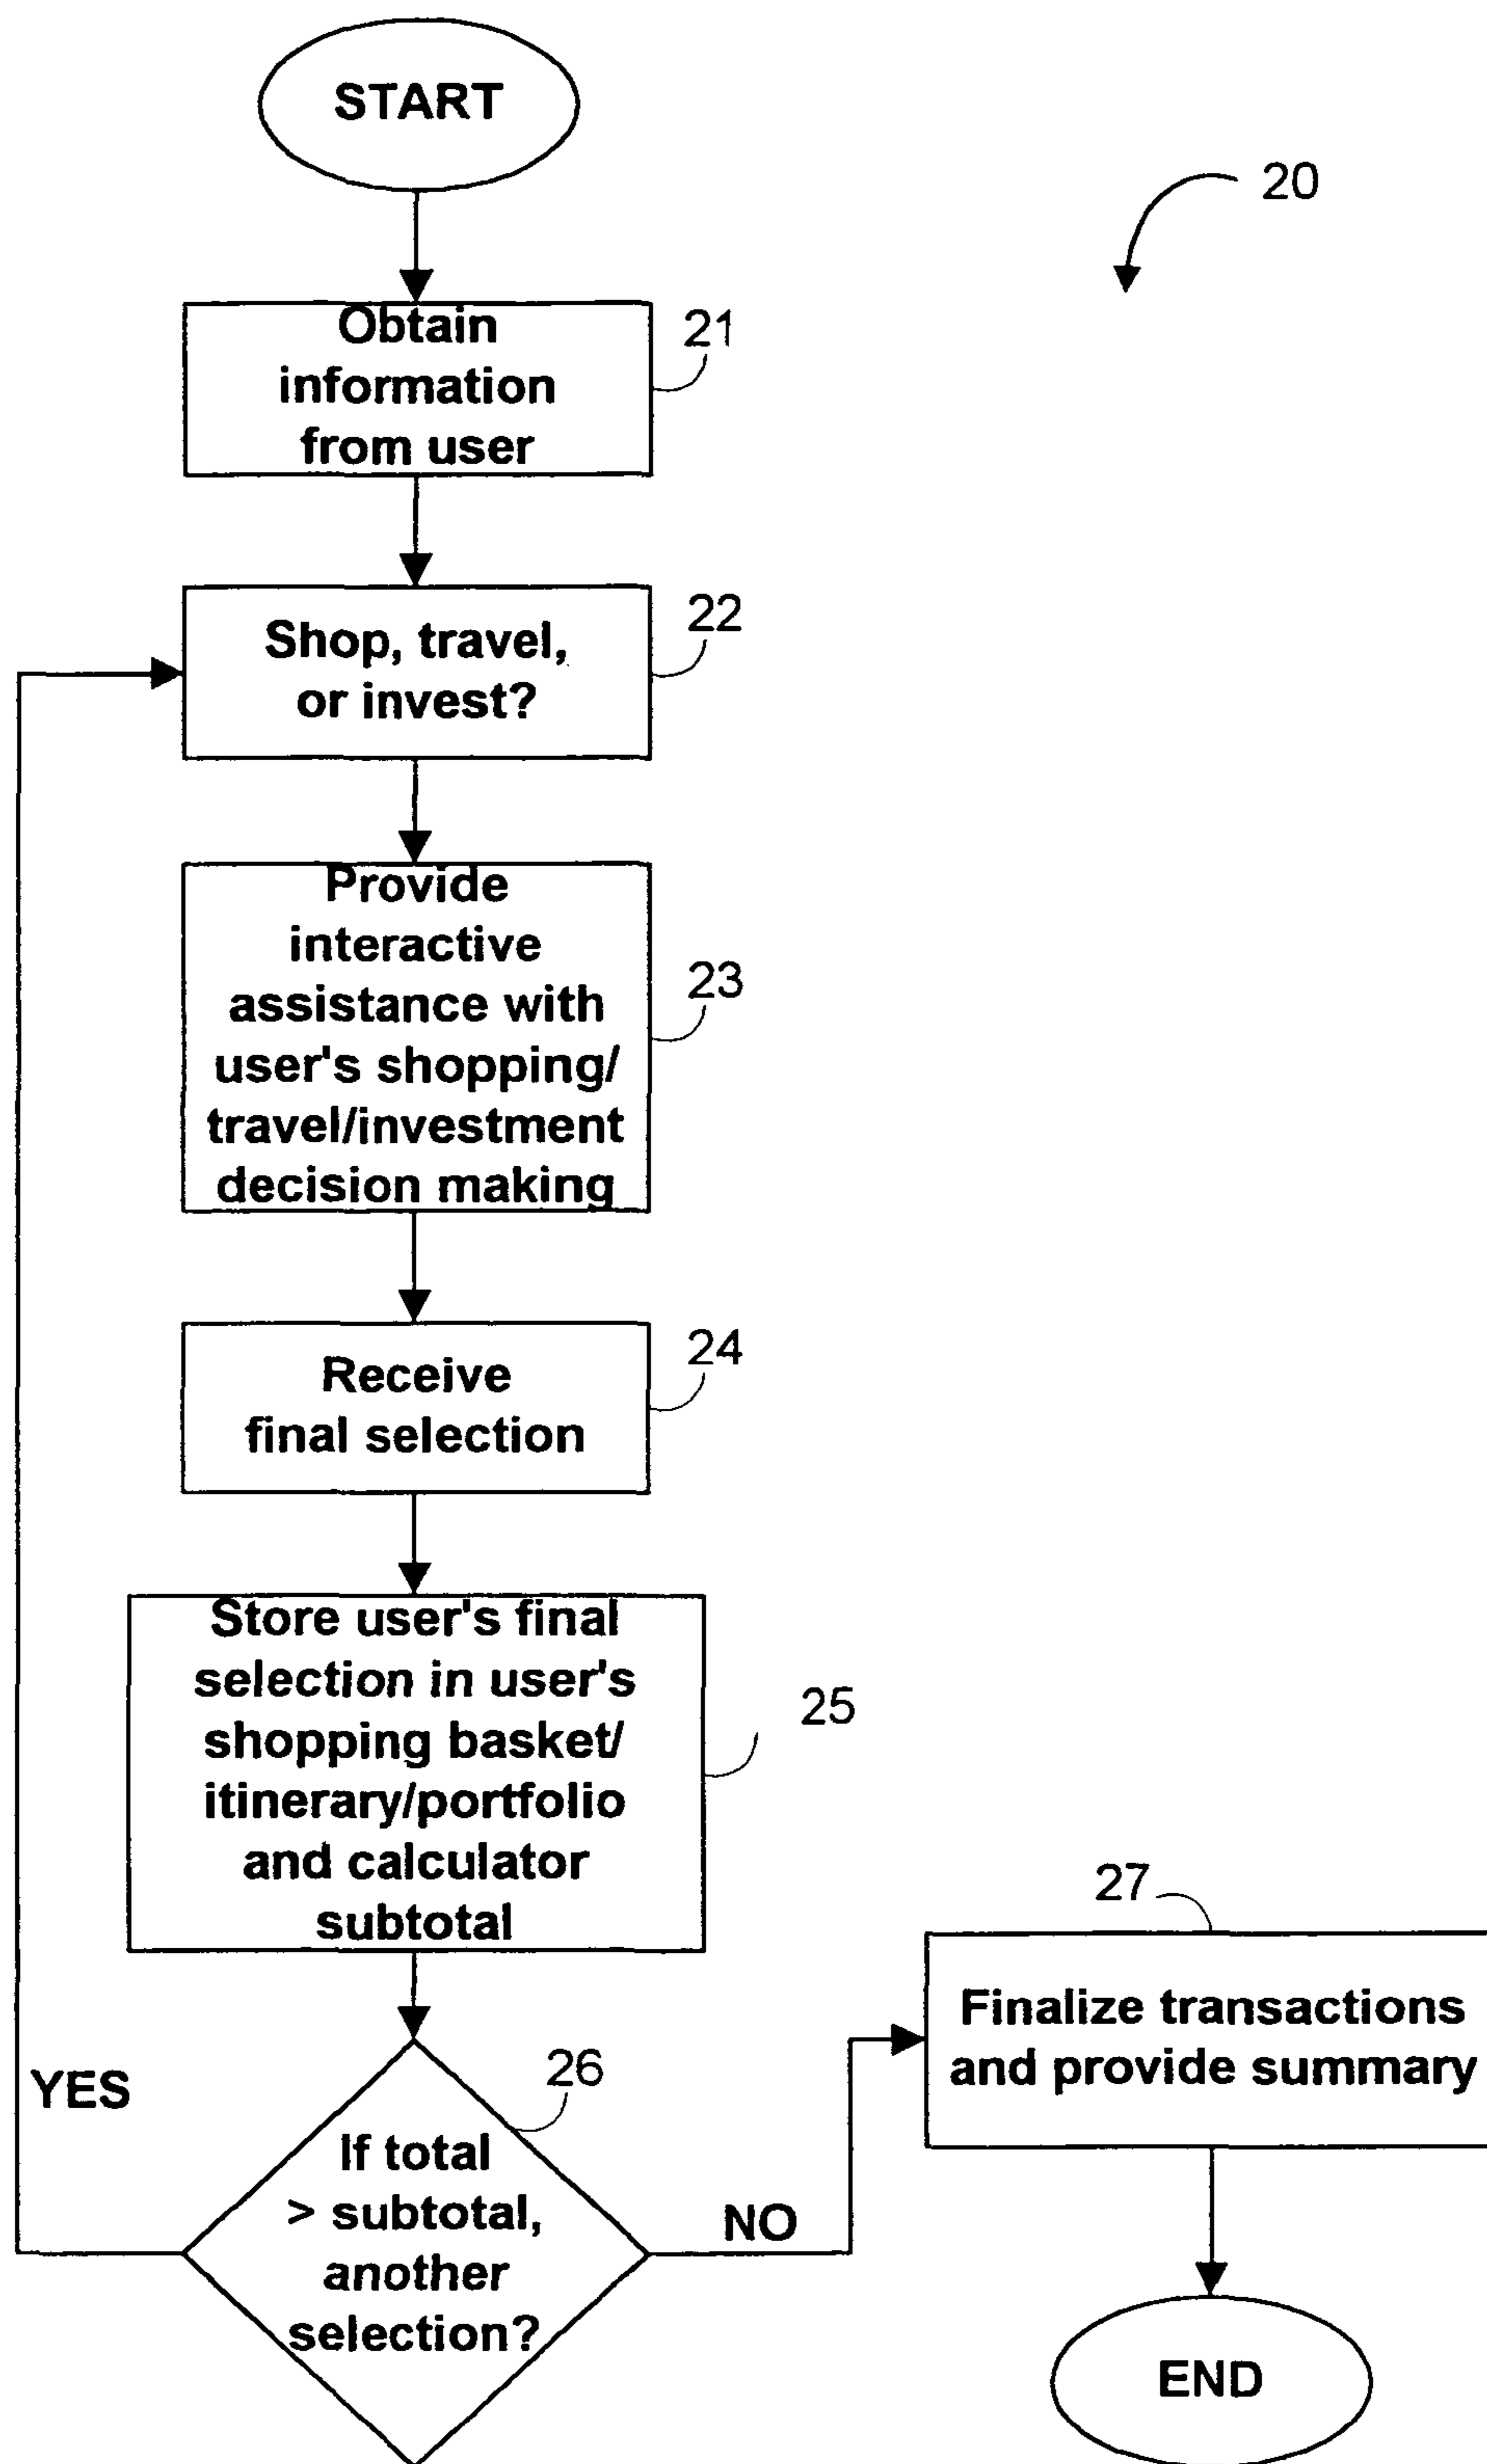 START
20
Obtain
information
from user
21
Shop, travel,
or invest?
22
Provide
interactive
assistance with
user's shopping/
travel/investment
decision making
23
Receive
final selection
24
Store user's final
selection in user's
shopping basket/
itinerary/portfolio
and calculator
subtotal
25
If total
> subtotal,
another
selection?
26
YES
NO
27
Finalize transactions
and provide summary
END